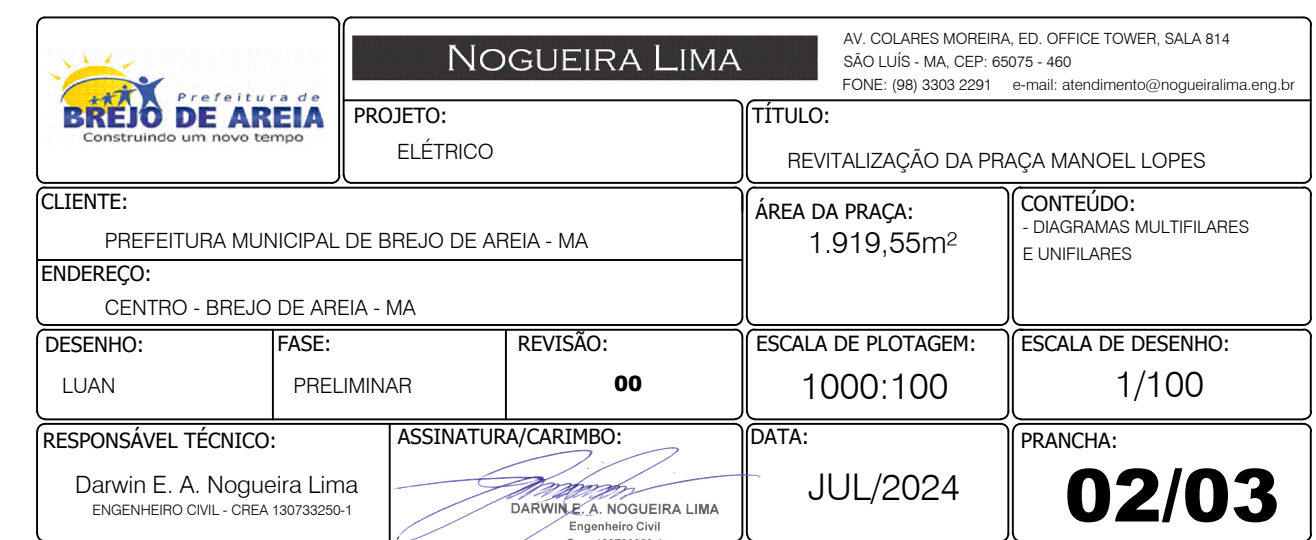 Prefeitura de
BREJO DE AREIA
Construindo um novo tempo
NOGUEIRA LIMA
AV. COLARES MOREIRA, ED. OFFICE TOWER, SALA 814
SÃO LUÍS - MA, CEP: 65075 - 460
FONE: (98) 3303 2291 e-mail: atendimento@nogueiralima.eng.br
PROJETO:
ELÉTRICO
TÍTULO:
REVITALIZAÇÃO DA PRAÇA MANOEL LOPES
CLIENTE:
PREFEITURA MUNICIPAL DE BREJO DE AREIA - MA
ENDEREÇO:
CENTRO - BREJO DE AREIA - MA
ÁREA DA PRAÇA:
1.919,55m²
CONTEÚDO:
- DIAGRAMAS MULTIFILARES
E UNIFILARES
DESENHO:
LUAN
FASE:
PRELIMINAR
REVISÃO:
00
ESCALA DE PLOTAGEM:
1000:100
ESCALA DE DESENHO:
1/100
RESPONSÁVEL TÉCNICO:
Darwin E. A. Nogueira Lima
ENGENHEIRO CIVIL - CREA 130733250-1
ASSINATURA/CARIMBO:
DARWIN E. A. NOGUEIRA LIMA
Engenheiro Civil
DATA:
JUL/2024
PRANCHA:
02/03